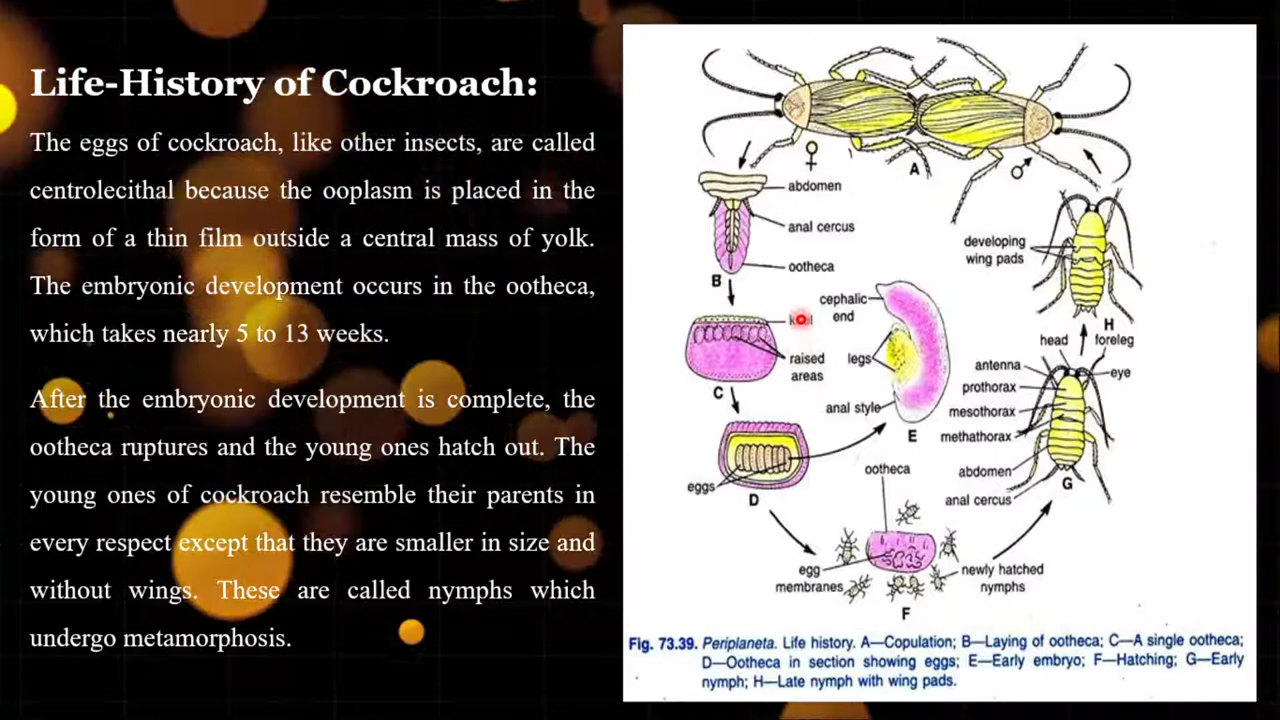 Life-History of Cockroach:
The eggs of cockroach, like other insects, are called
centrolecithal because the ooplasm is placed in the
form of a thin film outside a central mass of yolk.
The embryonic development occurs in the ootheca,
which takes nearly 5 to 13 weeks.
After the embryonic development is complete, the
ootheca ruptures and the young ones hatch out. The
young ones of cockroach resemble their parents in
every respect except that they are smaller in size and
without wings. These are called nymphs which
undergo metamorphosis.
♀
A
♂
abdomen
anal cercus
ootheca
B
raised
areas
C
eggs
D
cephalic
end
legs
anal style
E
ootheca
egg
membranes
newly hatched
nymphs
F
developing
wing pads
H
head
foreleg
antenna
eye
prothorax
mesothorax
methathorax
abdomen
anal cercus
G
Fig. 73.39. Periplaneta. Life history. A—Copulation; B—Laying of ootheca; C—A single ootheca;
D—Ootheca in section showing eggs; E—Early embryo; F—Hatching; G—Early
nymph; H—Late nymph with wing pads.